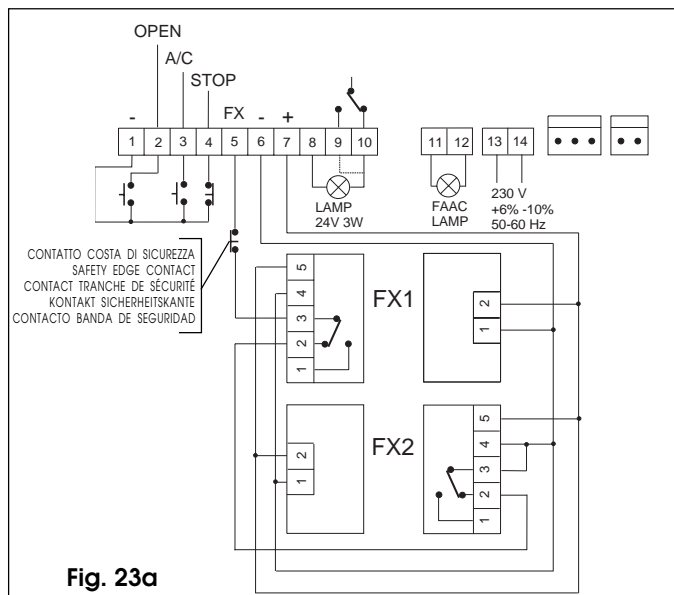 OPEN
A/C
STOP
- FX - +
1 2 3 4 5 6 7 8 9 10 11 12 13 14
LAMP
24V 3W
FAAC
LAMP
230 V
+6% -10%
50-60 Hz
CONTATTO COSTA DI SICUREZZA
SAFETY EDGE CONTACT
CONTACT TRANCHE DE SÉCURITÉ
KONTAKT SICHERHEITSKANTE
CONTACTO BANDA DE SEGURIDAD
5
4
3
2
1
FX1
2
1
2
1
FX2
5
4
3
2
1
Fig. 23a